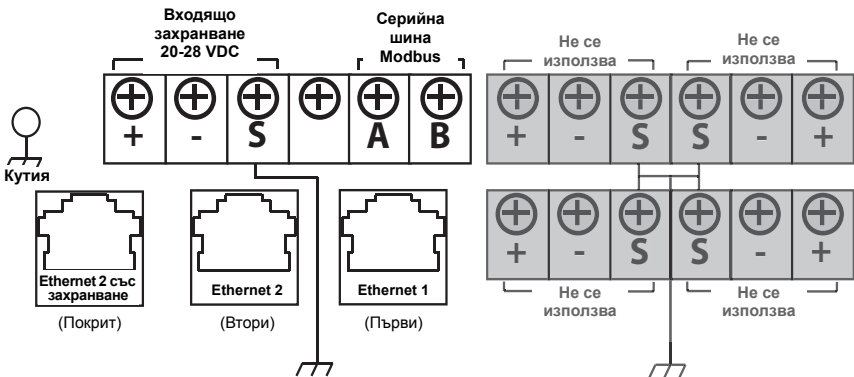 Входящо
захранване
20-28 VDC
Серийна
шина
Modbus
Не се
използва
Не се
използва
+ - S A B
+ - S S - +
Кутия
+ - S S - +
Ethernet 2 със
захранване
Ethernet 2
Ethernet 1
(Покрит)
(Втори)
(Първи)
Не се
използва
Не се
използва